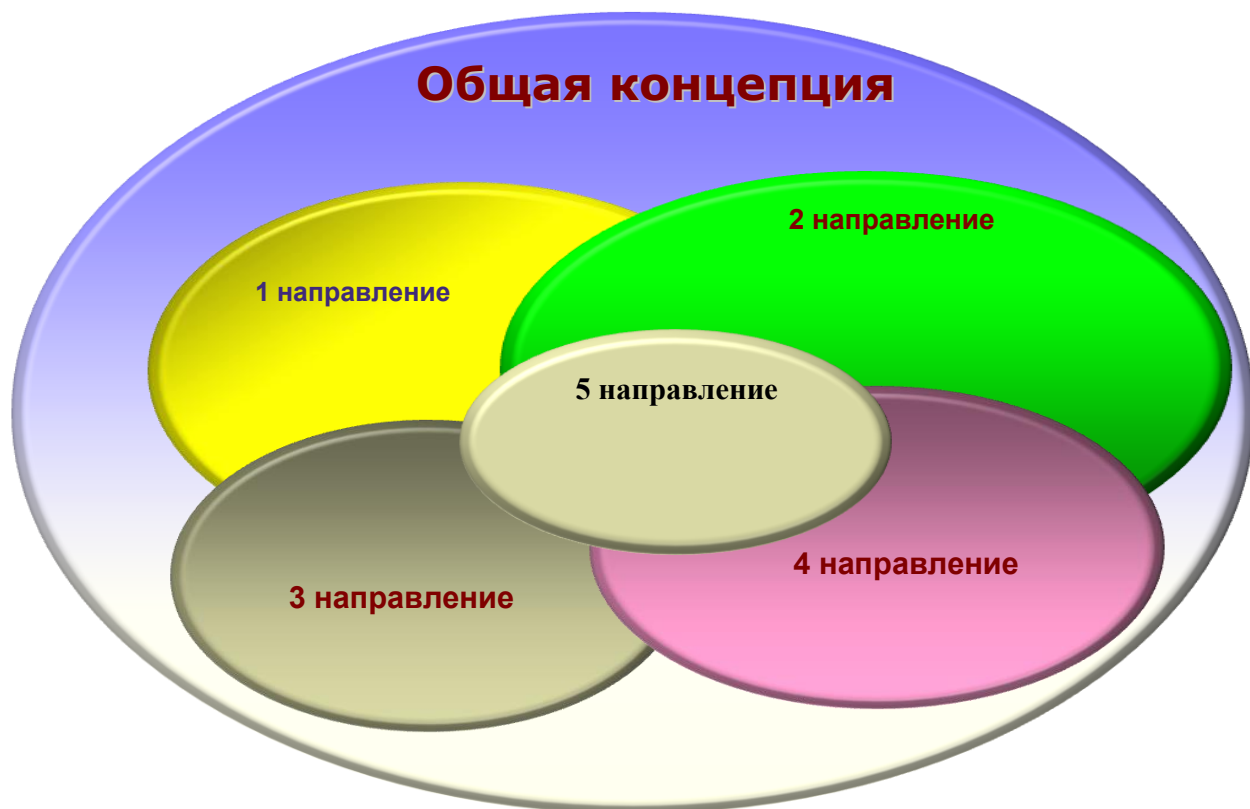 Общая концепция
2 направление
1 направление
5 направление
4 направление
3 направление